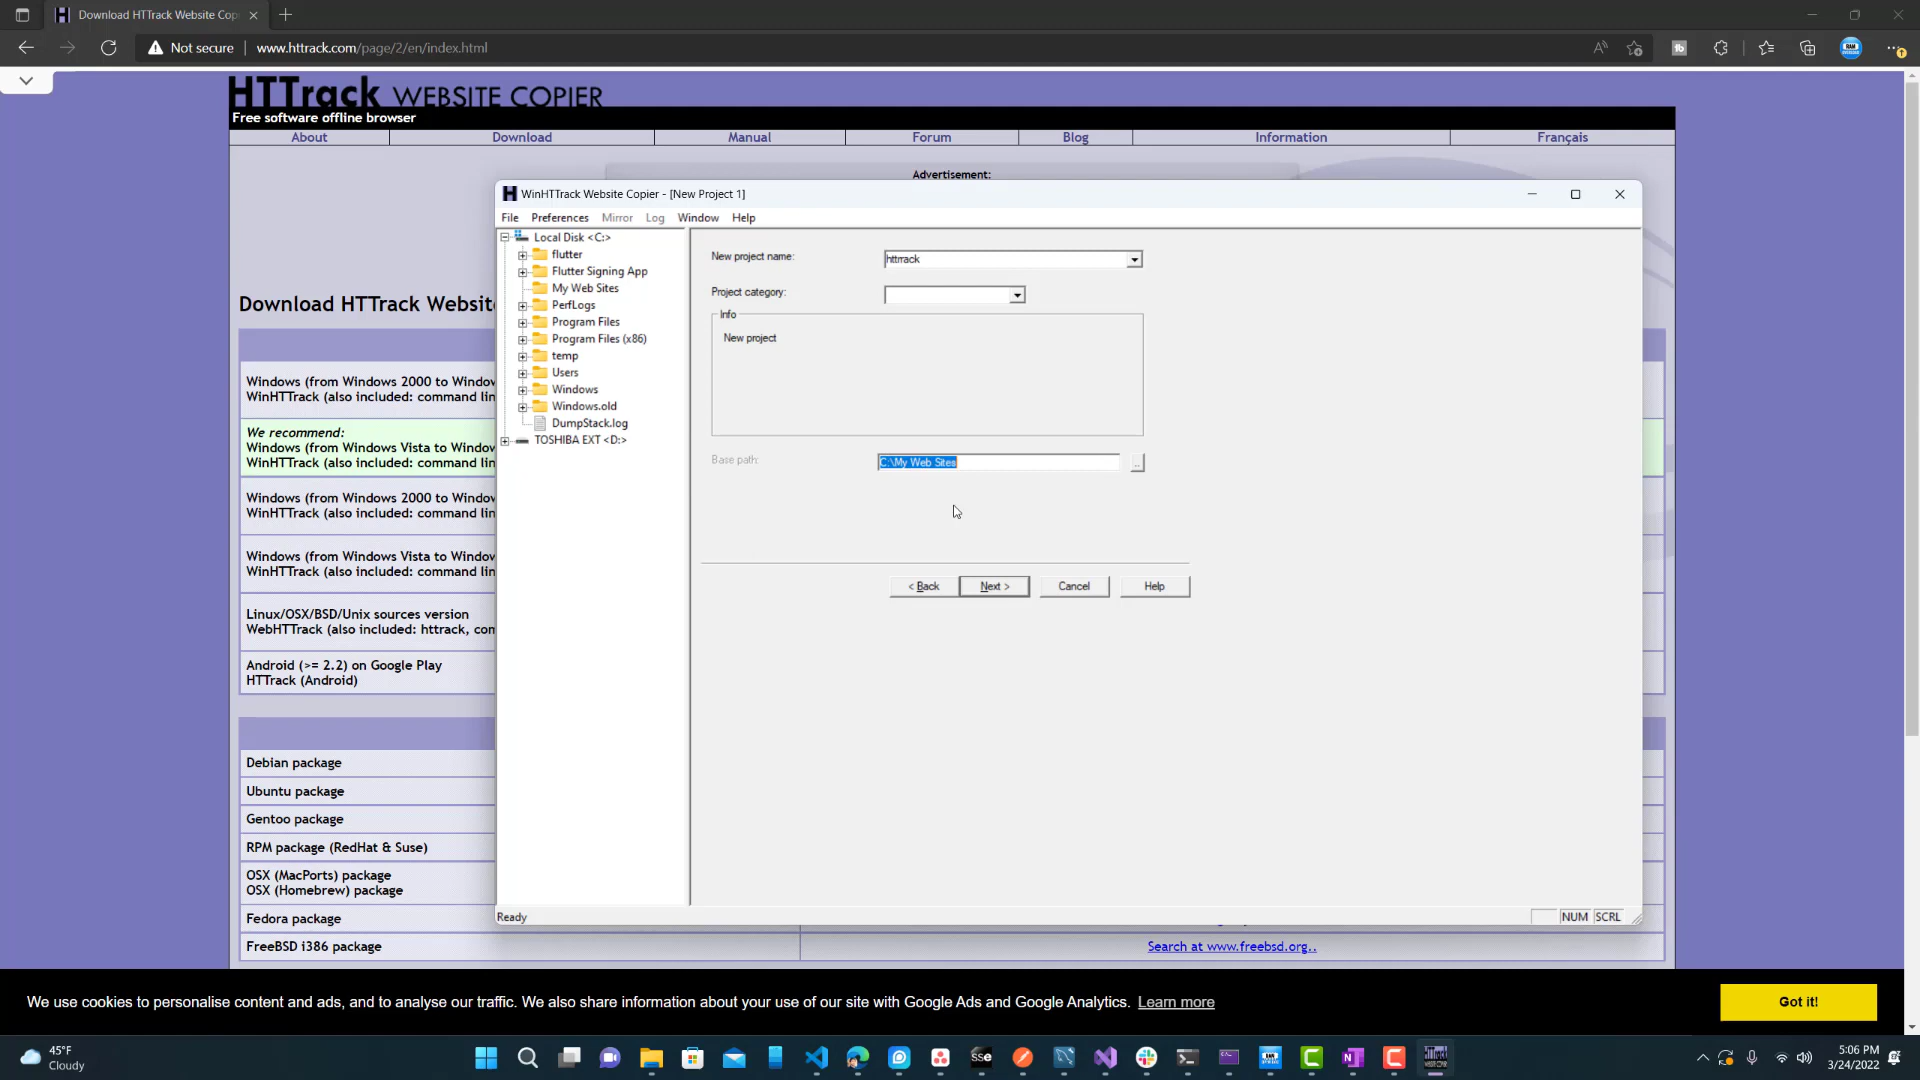 Download HTTrack Website Cop
Not secure
www.httrack.com/page/2/en/index.html
HTTrack WEBSITE COPIER
Free software offline browser
About
Download
Manual
Forum
Blog
Information
Français
Advertisement:
WinHTTrack Website Copier - [New Project 1]
File
Preferences
Mirror
Log
Window
Help
Local Disk <C:>
flutter
Flutter Signing App
My Web Sites
PerfLogs
Program Files
Program Files (x86)
temp
Users
Windows
Windows.old
DumpStack.log
TOSHIBA EXT <D:>
New project name:
httrrack
Project category:
Info
New project
Base path:
C:\My Web Sites
..
< Back
Next >
Cancel
Help
Ready
NUM
SCRL
Download HTTrack Website
Windows (from Windows 2000 to Window
WinHTTrack (also included: command lin
We recommend:
Windows (from Windows Vista to Window
WinHTTrack (also included: command lin
Windows (from Windows 2000 to Window
WinHTTrack (also included: command lin
Windows (from Windows Vista to Window
WinHTTrack (also included: command lin
Linux/OSX/BSD/Unix sources version
WebHTTrack (also included: httrack, com
Android (>= 2.2) on Google Play
HTTrack (Android)
Debian package
Ubuntu package
Gentoo package
RPM package (RedHat & Suse)
OSX (MacPorts) package
OSX (Homebrew) package
Fedora package
FreeBSD i386 package
Search at www.freebsd.org..
We use cookies to personalise content and ads, and to analyse our traffic. We also share information about your use of our site with Google Ads and Google Analytics. Learn more
Got it!
45°F
Cloudy
5:06 PM
3/24/2022